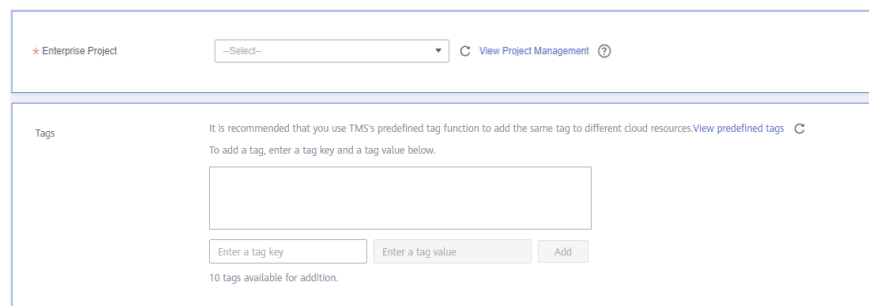 * Enterprise Project --Select-- View Project Management ?
Tags It is recommended that you use TMS's predefined tag function to add the same tag to different cloud resources.View predefined tags
To add a tag, enter a tag key and a tag value below.
Enter a tag key Enter a tag value Add
10 tags available for addition.